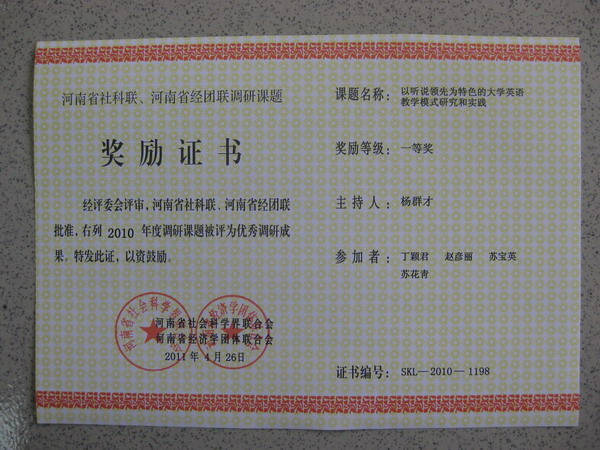 河南省社科联、河南省经团联调研课题
奖励证书
经评委会评审，河南省社科联、河南省经团联
批准，右列 2010 年度调研课题被评为优秀调研成
果。特发此证，以资鼓励。
河南省社会科学界联合会
河南省经济学团体联合会
2011 年 4 月 26日
课题名称： 以听说领先为特色的大学英语
教学模式研究和实践
奖励等级： 一等奖
主 持 人： 杨群才
参 加 者： 丁颖君 赵彦丽 苏宝英
苏花青
证书编号： SKL—2010—1198